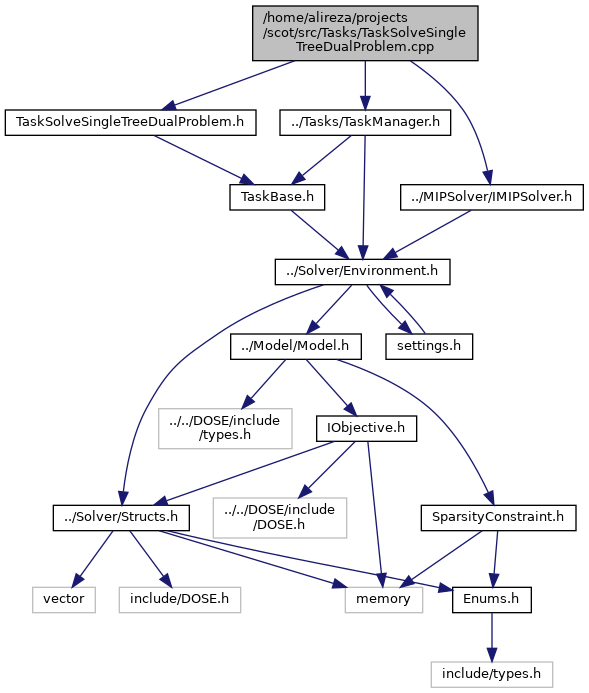 /home/alireza/projects
/scot/src/Tasks/TaskSolveSingle
TreeDualProblem.cpp
TaskSolveSingleTreeDualProblem.h
../Tasks/TaskManager.h
TaskBase.h
../MIPSolver/IMIPSolver.h
../Solver/Environment.h
../Model/Model.h
settings.h
../../DOSE/include
/types.h
IObjective.h
../Solver/Structs.h
../../DOSE/include
/DOSE.h
SparsityConstraint.h
vector
include/DOSE.h
memory
Enums.h
include/types.h